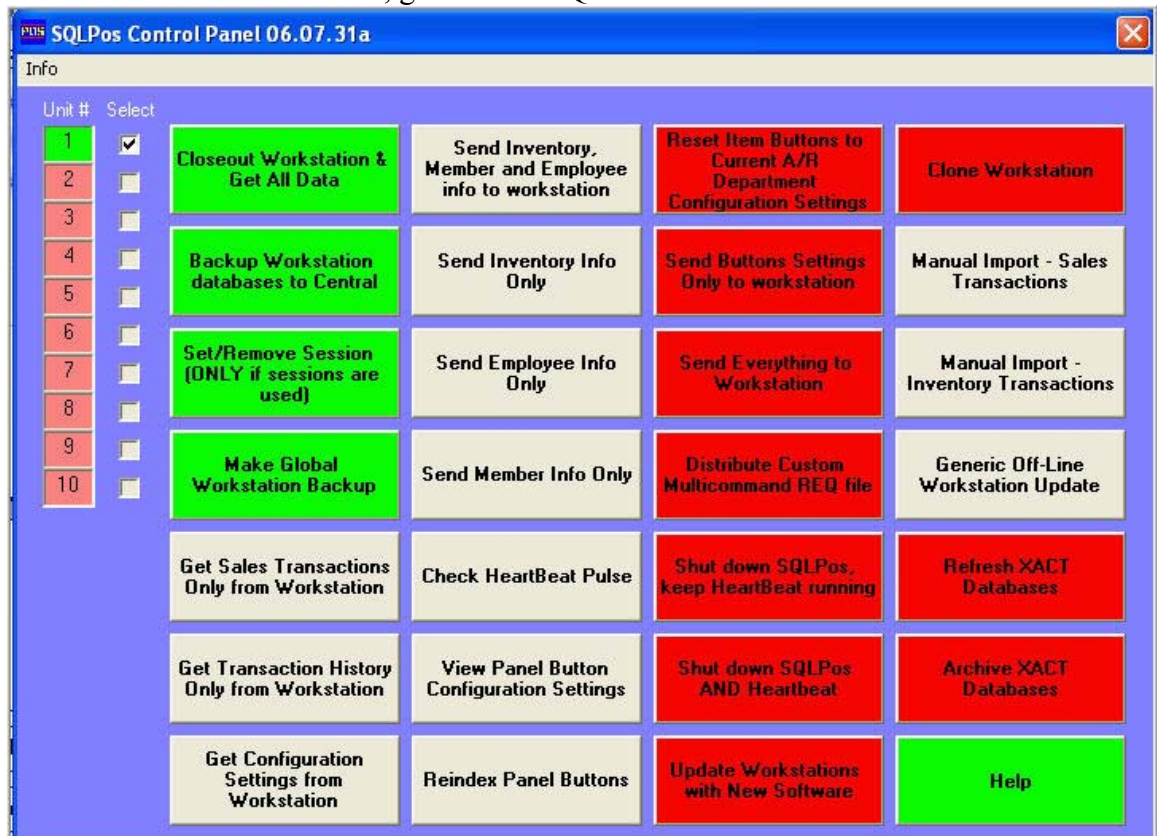 POS SQLPos Control Panel 06.07.31a
Info
Unit # Select
1
2
3
4
5
6
7
8
9
10
Closeout Workstation &
Get All Data
Send Inventory,
Member and Employee
info to workstation
Reset Item Buttons to
Current A/R
Department
Configuration Settings
Clone Workstation
Backup Workstation
databases to Central
Send Inventory Info
Only
Send Buttons Settings
Only to workstation
Manual Import - Sales
Transactions
Set/Remove Session
(ONLY if sessions are
used)
Send Employee Info
Only
Send Everything to
Workstation
Manual Import -
Inventory Transactions
Make Global
Workstation Backup
Send Member Info Only
Distribute Custom
Multicommand REQ file
Generic Off-Line
Workstation Update
Get Sales Transactions
Only from Workstation
Check HeartBeat Pulse
Shut down SQLPos,
keep HeartBeat running
Refresh XACT
Databases
Get Transaction History
Only from Workstation
View Panel Button
Configuration Settings
Shut down SQLPos
AND Heartbeat
Archive XACT
Databases
Get Configuration
Settings from
Workstation
Reindex Panel Buttons
Update Workstations
with New Software
Help